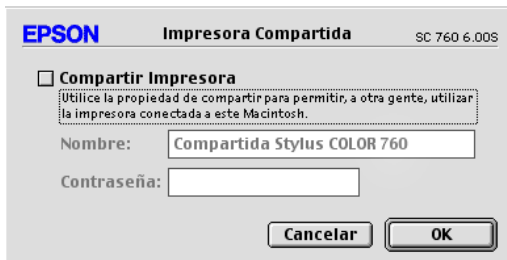 EPSON Impresora Compartida SC 760 6.00S
Compartir Impresora
Utilice la propiedad de compartir para permitir, a otra gente, utilizar
la impresora conectada a este Macintosh.
Nombre: Compartida Stylus COLOR 760
Contraseña:
Cancelar OK